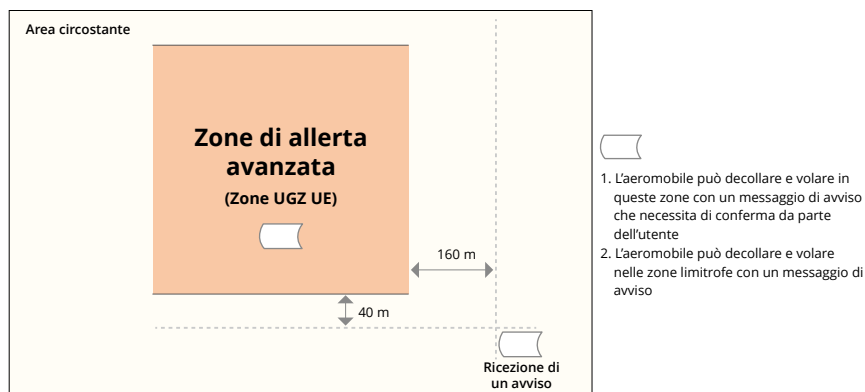 Area circostante
Zone di allerta
avanzata
(Zone UGZ UE)
160 m
40 m
Ricezione di
un avviso
1. L’aeromobile può decollare e volare in
queste zone con un messaggio di avviso
che necessita di conferma da parte
dell’utente
2. L’aeromobile può decollare e volare
nelle zone limitrofe con un messaggio di
avviso